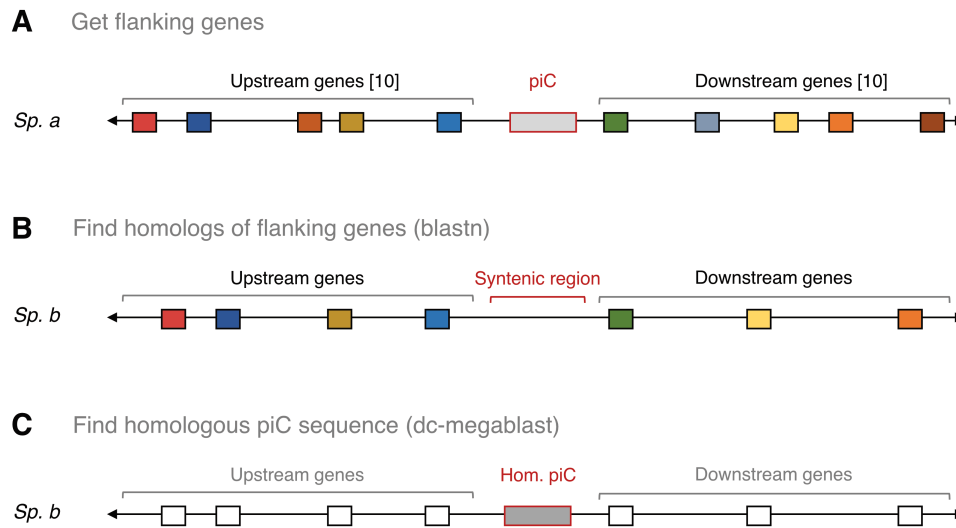 A Get flanking genes
Upstream genes [10] piC Downstream genes [10]
Sp. a
B Find homologs of flanking genes (blastn)
Upstream genes Syntenic region Downstream genes
Sp. b
C Find homologous piC sequence (dc-megablast)
Upstream genes Hom. piC Downstream genes
Sp. b